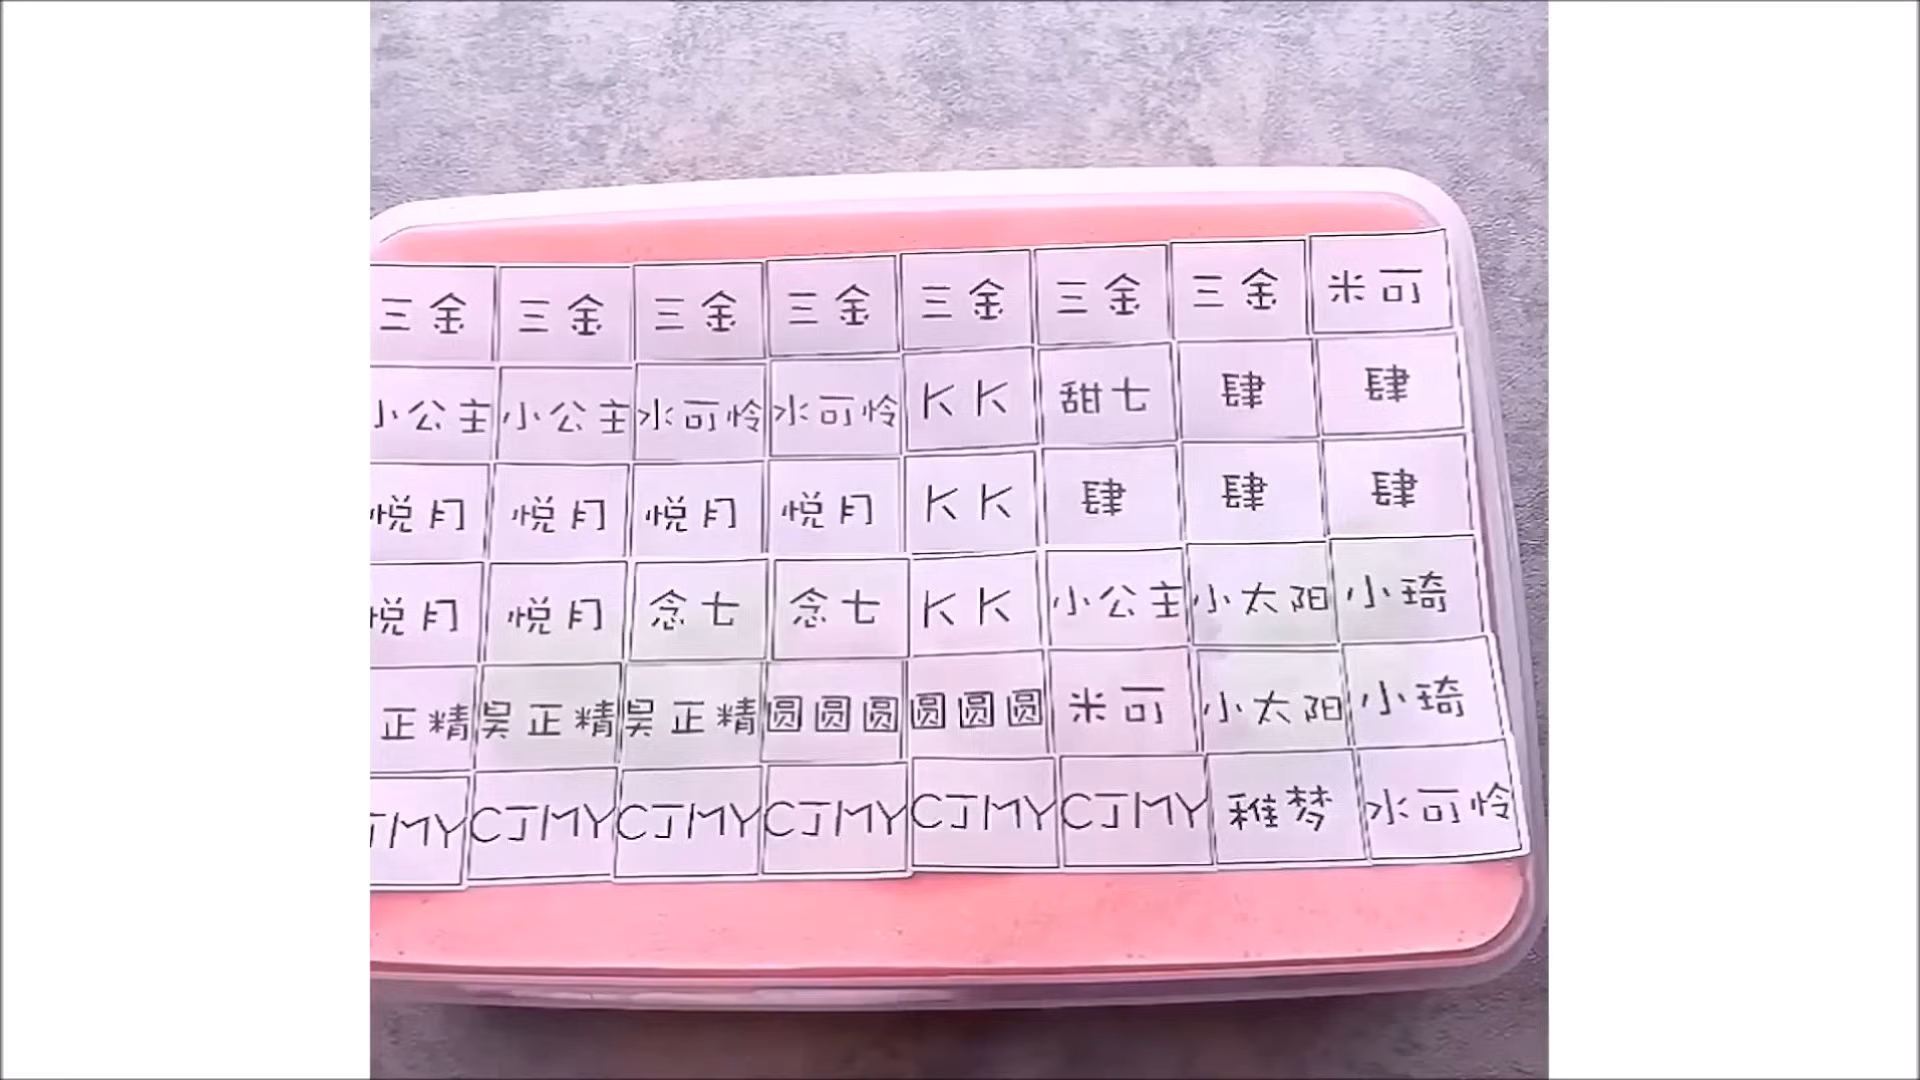 三金 三金 三金 三金 三金 三金 三金 米可
小公主 小公主 水可怜 水可怜 KK 甜七 肆 肆
悦月 悦月 悦月 悦月 KK 肆 肆 肆
悦月 悦月 念七 念七 KK 小公主 小太阳 小琦
正精 吴正精 吴正精 圆圆圆 圆圆圆 米可 小太阳 小琦
JMY CJMY CJMY CJMY CJMY CJMY 稚梦 水可怜